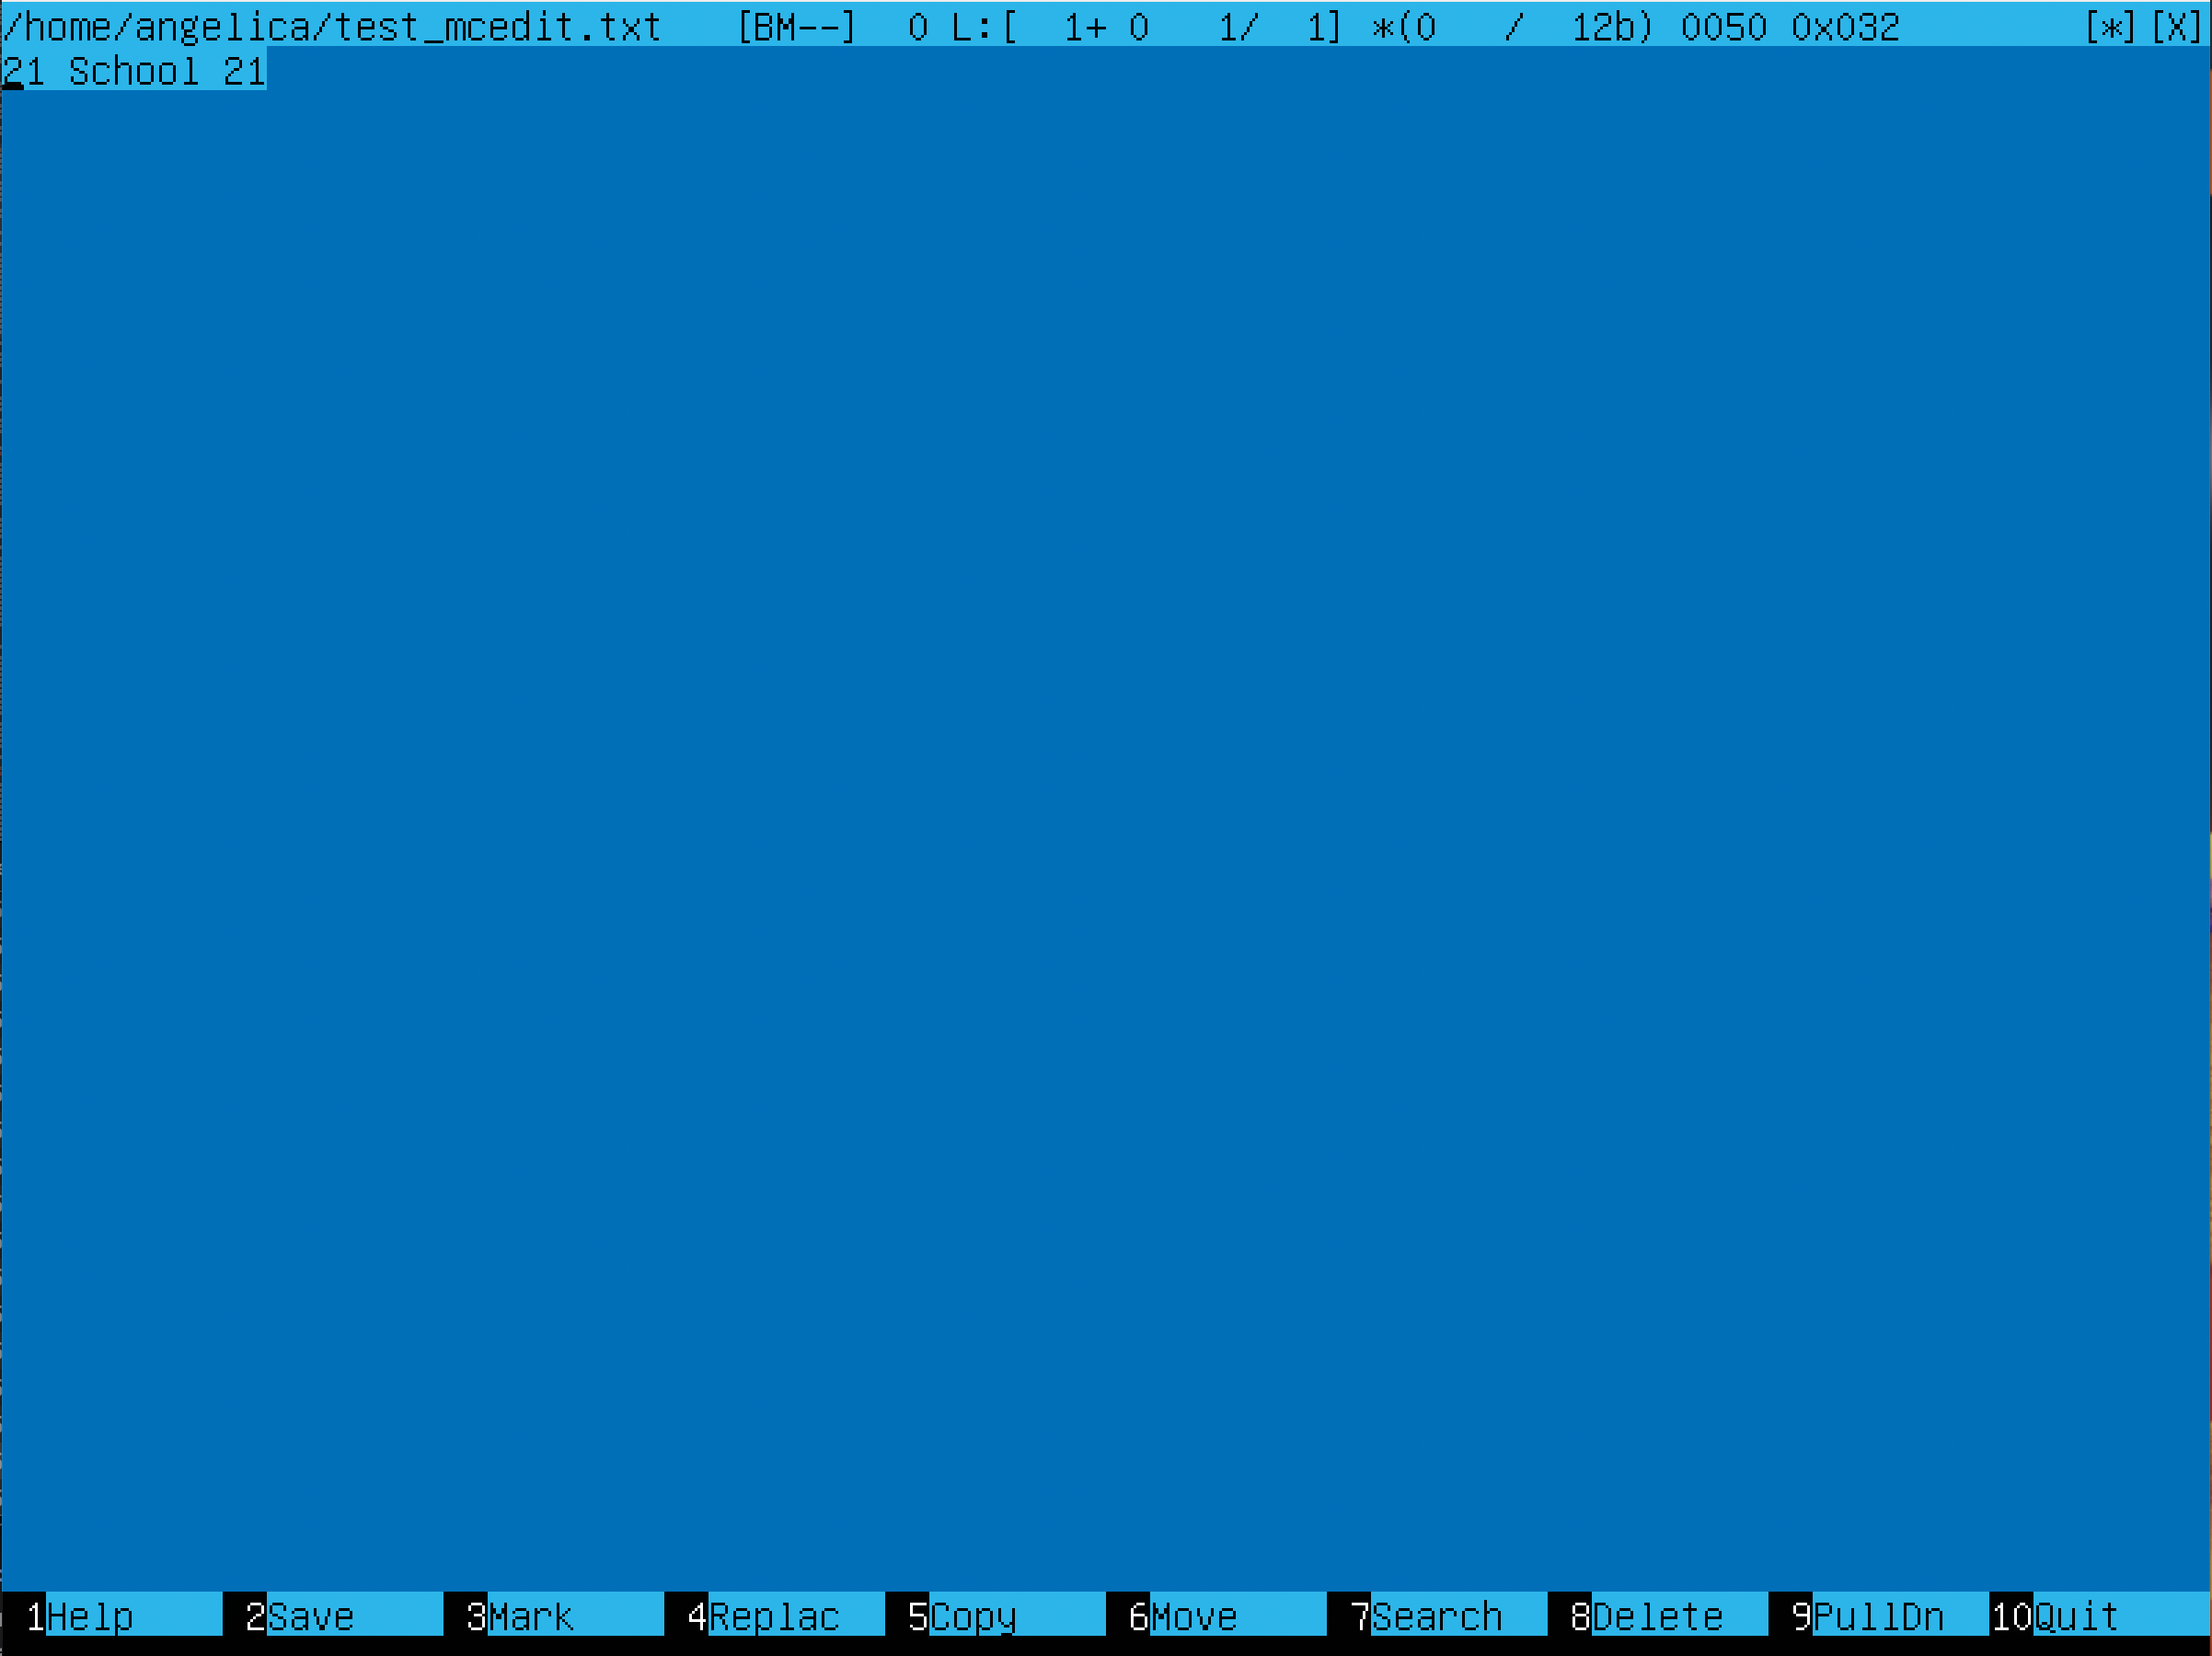 /home/angelica/test_mcedit.txt   [BM--]  0 L:[  1+ 0   1/  1] *(0   /  12b) 0050 0x032        [*][X]
21 School 21
1Help 2Save 3Mark 4Replac 5Copy 6Move 7Search 8Delete 9PullDn 10Quit